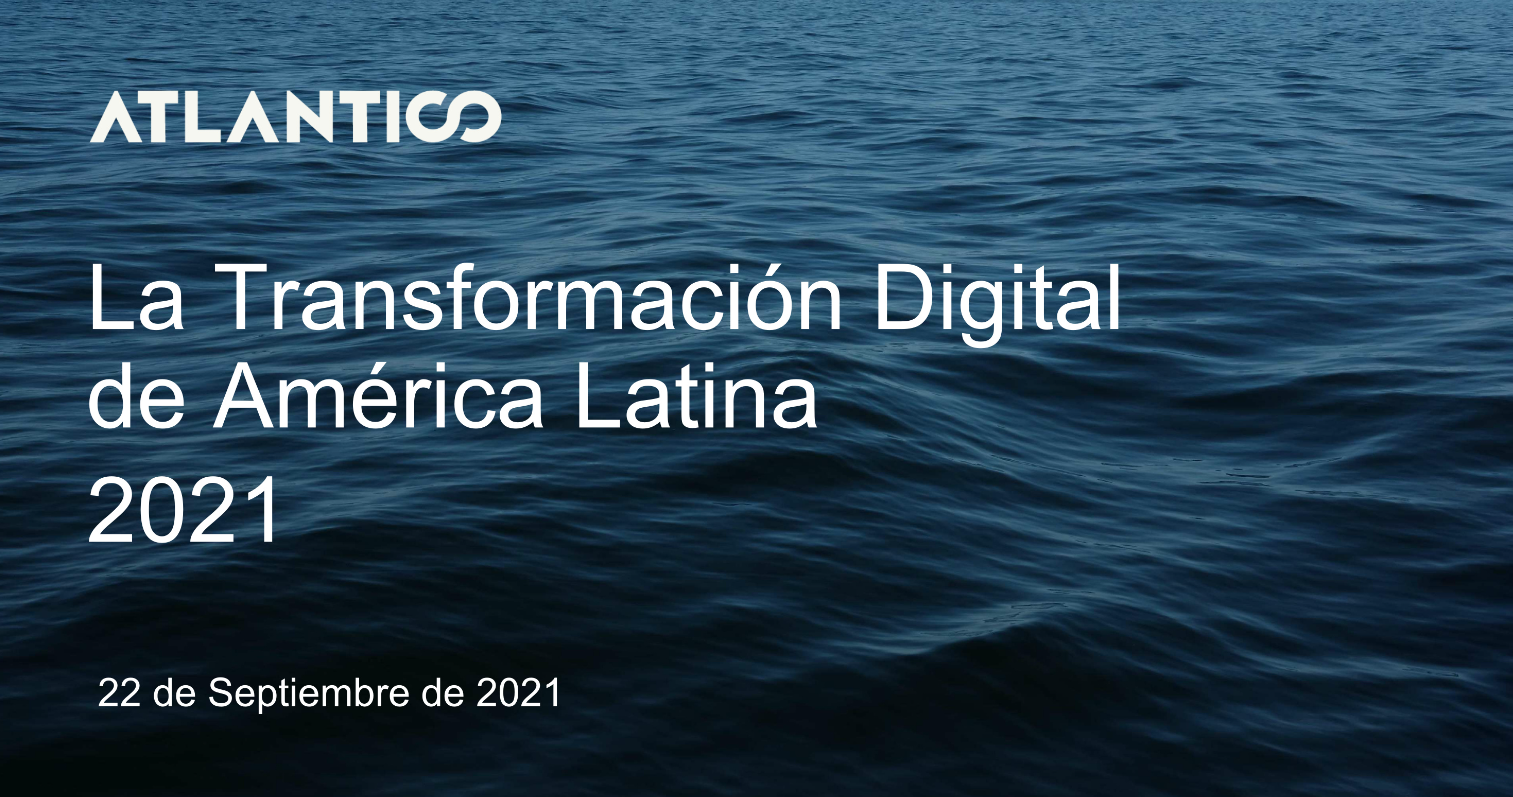 ATLANTICO
La Transformación Digital
de América Latina
2021
22 de Septiembre de 2021